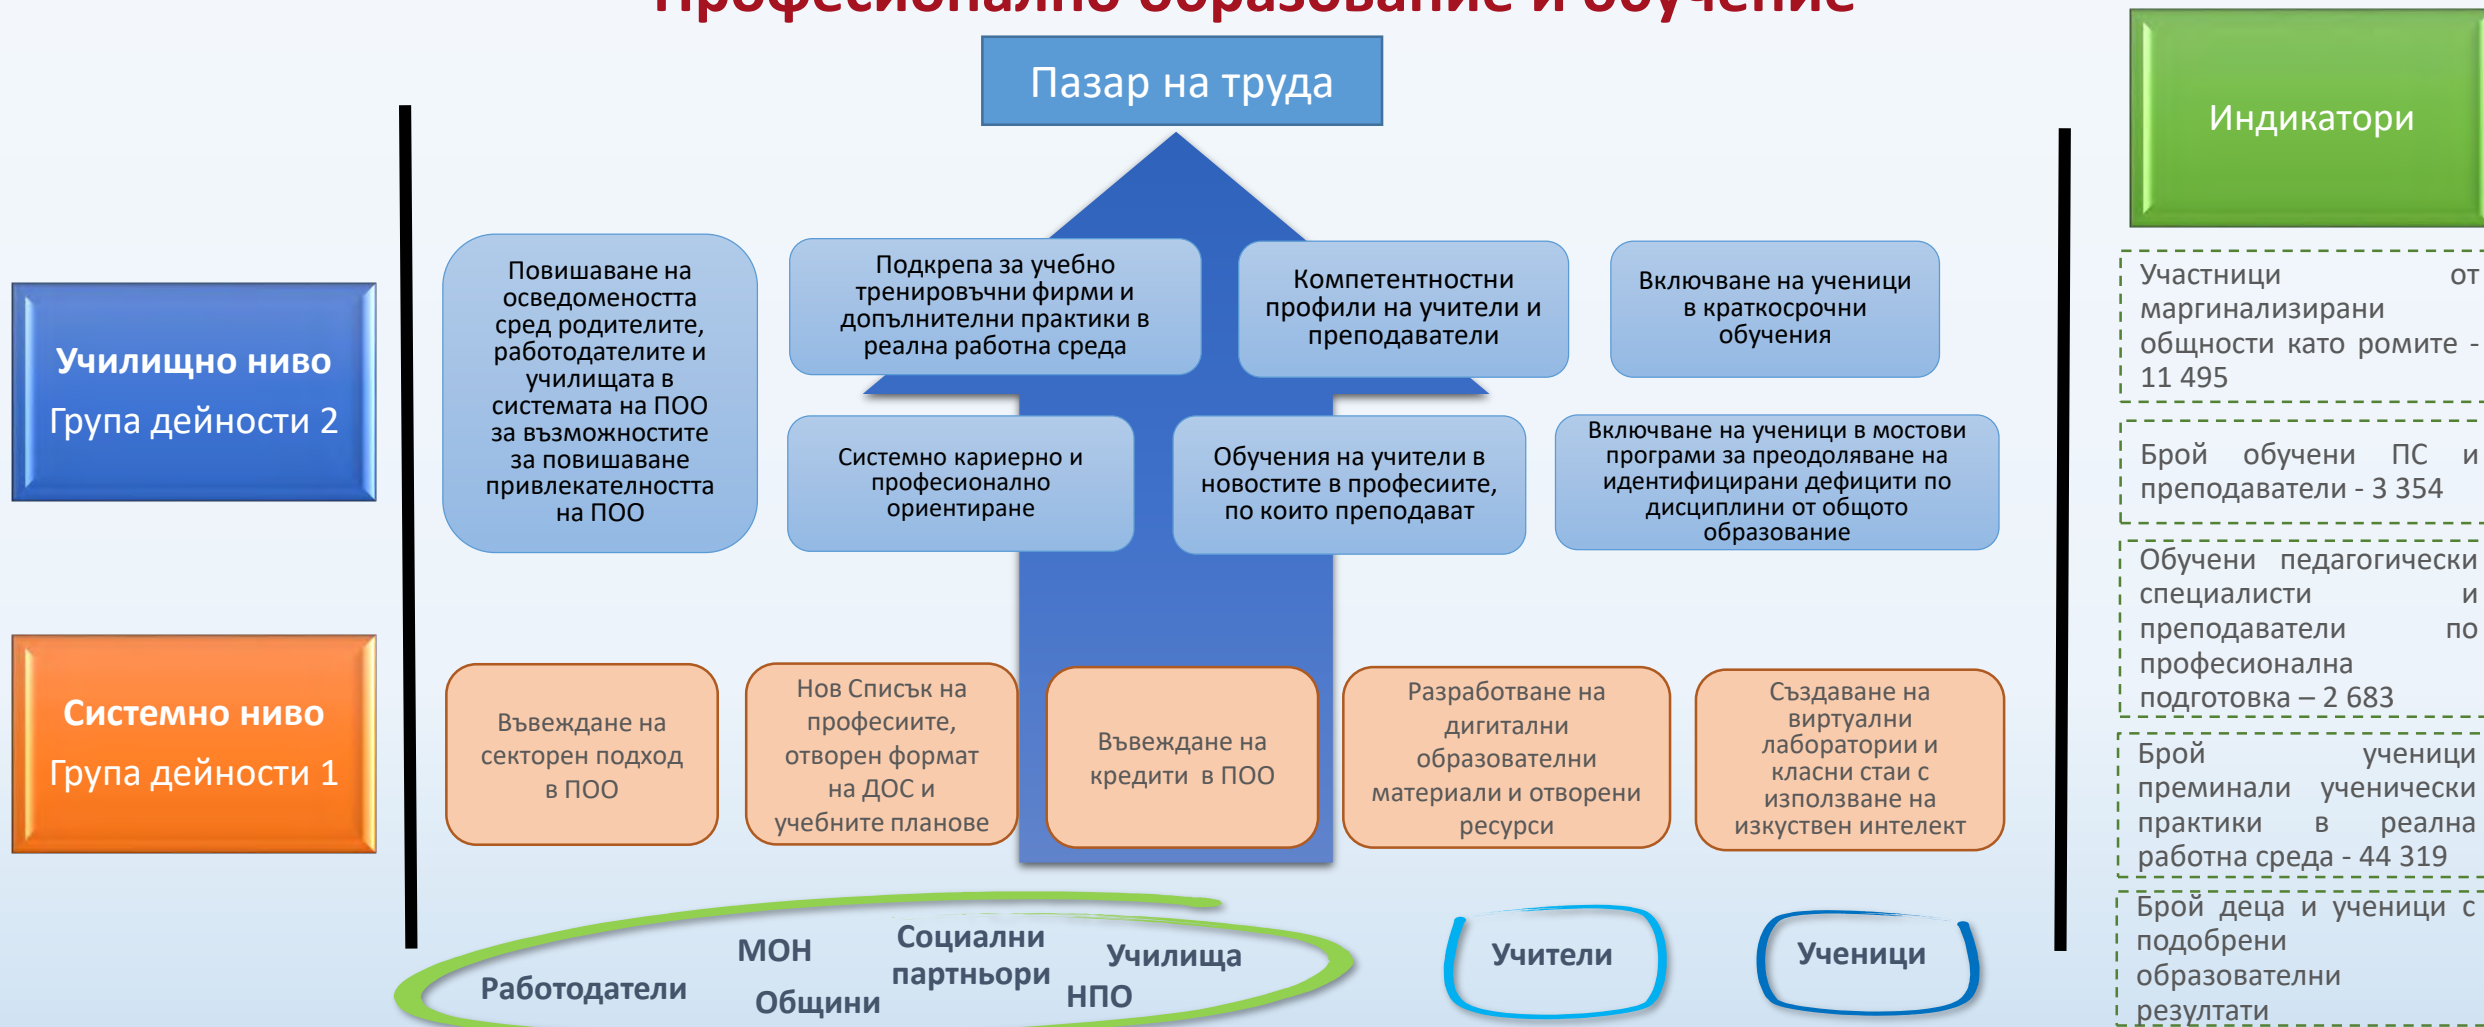 Професионално образование и обучение
Пазар на труда
Индикатори
Училищно ниво
Група дейности 2
Повишаване на
осведомеността
сред родителите,
работодателите и
училищата в
системата на ПОО
за възможностите
за повишаване
привлекателността
на ПОО
Подкрепа за учебно
тренировъчни фирми и
допълнителни практики в
реална работна среда
Компетентностни
профили на учители и
преподаватели
Включване на ученици
в краткосрочни
обучения
Системно кариерно и
професионално
ориентиране
Обучения на учители в
новостите в професиите,
по които преподават
Включване на ученици в мостови
програми за преодоляване на
идентифицирани дефицити по
дисциплини от общото
образование
Системно ниво
Група дейности 1
Въвеждане на
секторен подход
в ПОО
Нов Списък на
професиите,
отворен формат
на ДОС и
учебните планове
Въвеждане на
кредити в ПОО
Разработване на
дигитални
образователни
материали и отворени
ресурси
Създаване на
виртуални
лаборатории и
класни стаи с
използване на
изкуствен интелект
Работодатели
МОН
Общини
Социални
партньори
Училища
НПО
Учители
Ученици
Участници от
маргинализирани
общности като ромите -
11 495
Брой обучени ПС и
преподаватели - 3 354
Обучени педагогически
специалисти и
преподаватели по
професионална
подготовка – 2 683
Брой ученици
преминали ученически
практики в реална
работна среда - 44 319
Брой деца и ученици с
подобрени
образователни
резултати